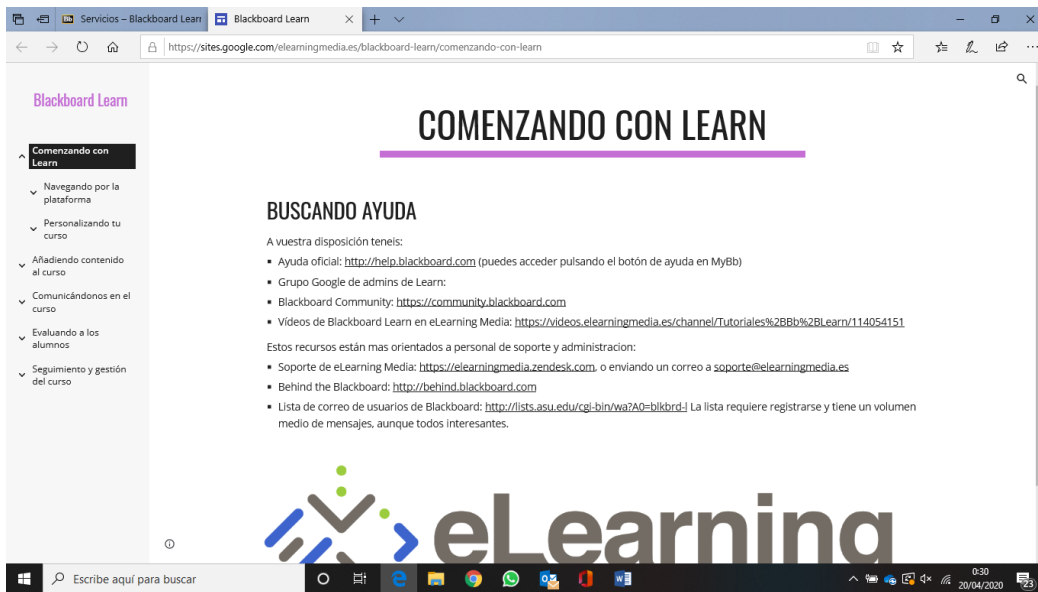 Servicios – Blackboard Learn
Blackboard Learn
https://sites.google.com/elearningmedia.es/blackboard-learn/comenzando-con-learn
Blackboard Learn
Comenzando con
Learn
Navegando por la
plataforma
Personalizando tu
curso
Añadiendo contenido
al curso
Comunicándonos en el
curso
Evaluando a los
alumnos
Seguimiento y gestión
del curso
COMENZANDO CON LEARN
BUSCANDO AYUDA
A vuestra disposición teneis:
▪ Ayuda oficial: http://help.blackboard.com (puedes acceder pulsando el botón de ayuda en MyBb)
▪ Grupo Google de admins de Learn:
▪ Blackboard Community: https://community.blackboard.com
▪ Vídeos de Blackboard Learn en eLearning Media: https://videos.elearningmedia.es/channel/Tutoriales%2BBb%2BLearn/114054151
Estos recursos están mas orientados a personal de soporte y administracion:
▪ Soporte de eLearning Media: https://elearningmedia.zendesk.com, o enviando un correo a soporte@elearningmedia.es
▪ Behind the Blackboard: http://behind.blackboard.com
▪ Lista de correo de usuarios de Blackboard: http://lists.asu.edu/cgi-bin/wa?A0=blkbrd-l La lista requiere registrarse y tiene un volumen
medio de mensajes, aunque todos interesantes.
eLearning
Escribe aquí para buscar
0:30
20/04/2020
23